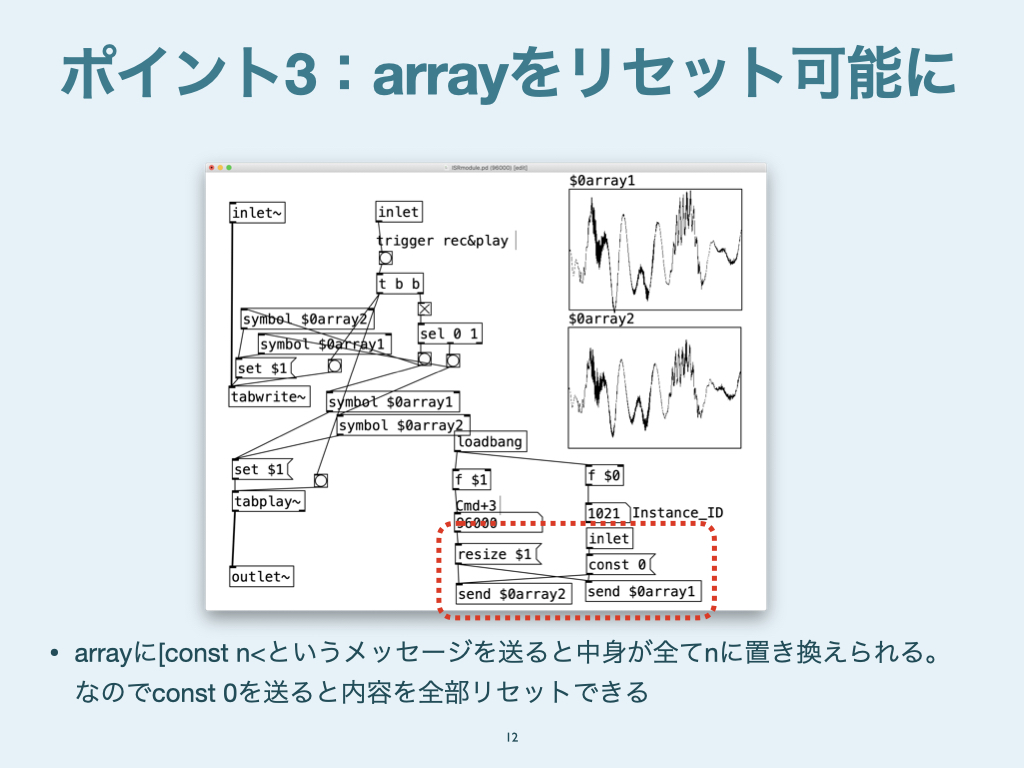 ポイント3：arrayをリセット可能に
ISRmodule.pd (96000) [edit]
$0array1
inlet~
inlet
trigger rec&play
t b b
symbol $0array2
$0array2
sel 0 1
symbol $0array1
set $1
tabwrite~
symbol $0array1
symbol $0array2
loadbang
set $1
f $1
f $0
tabplay~
Cmd+3
1021
Instance_ID
96000
inlet
resize $1
const 0
outlet~
send $0array2
send $0array1
• arrayに[const n<というメッセージを送ると中身が全てnに置き換えられる。
なのでconst 0を送ると内容を全部リセットできる
12